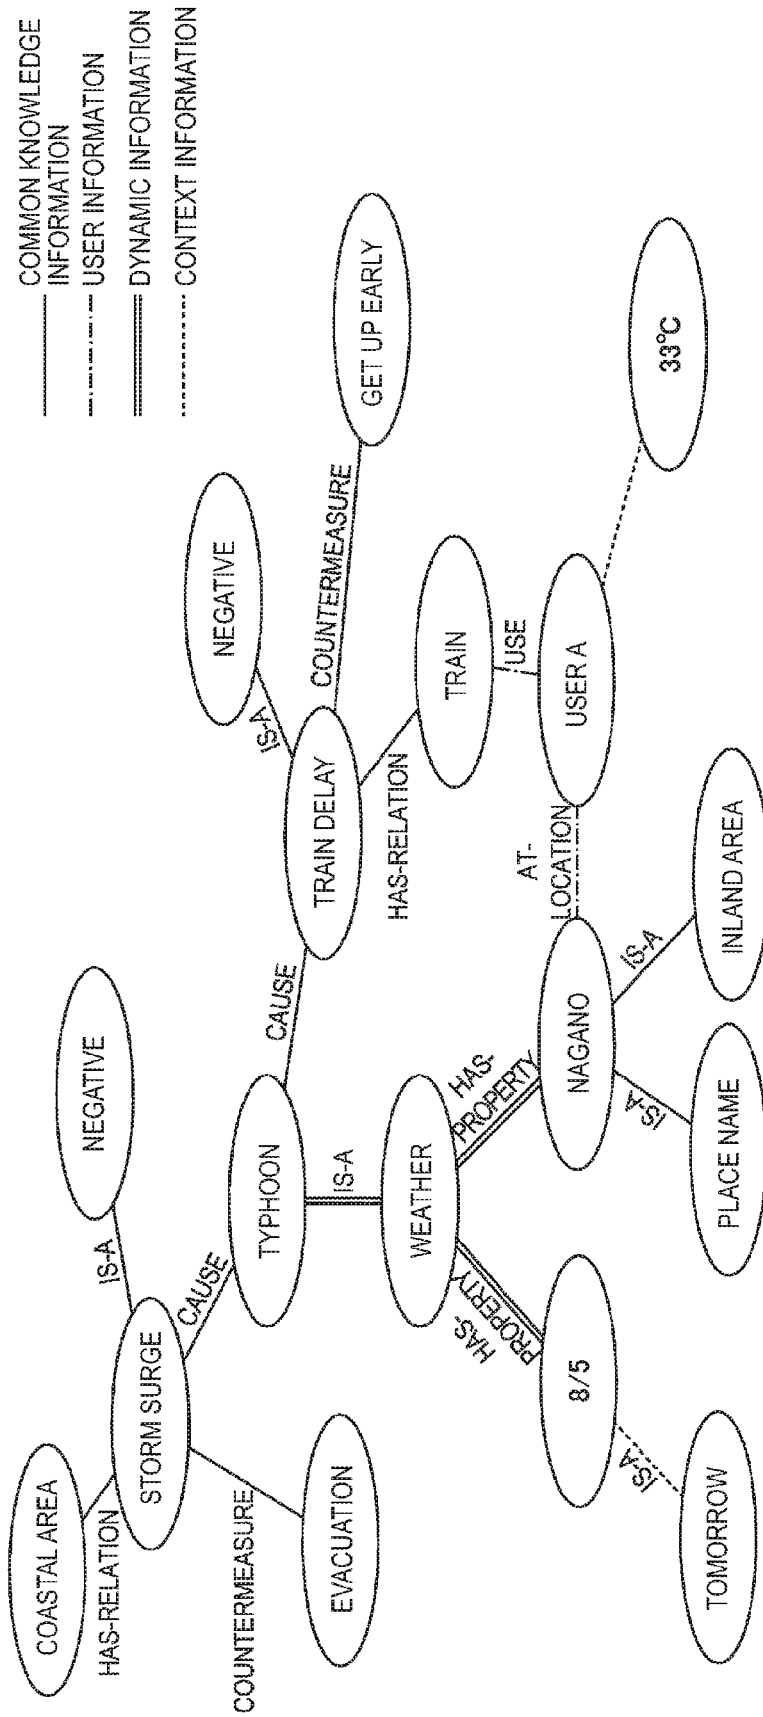 COMMON KNOWLEDGE
INFORMATION
USER INFORMATION
DYNAMIC INFORMATION
CONTEXT INFORMATION
COASTAL AREA
HAS-RELATION
STORM SURGE
IS-A
NEGATIVE
COUNTERMEASURE
EVACUATION
CAUSE
TYPHOON
CAUSE
TRAIN DELAY
IS-A
NEGATIVE
COUNTERMEASURE
GET UP EARLY
HAS-RELATION
TRAIN
USE
USER A
33°C
IS-A
WEATHER
HAS-
PROPERTY
8/5
IS-A
TOMORROW
HAS-
PROPERTY
NAGANO
AT-
LOCATION
IS-A
PLACE NAME
IS-A
INLAND AREA